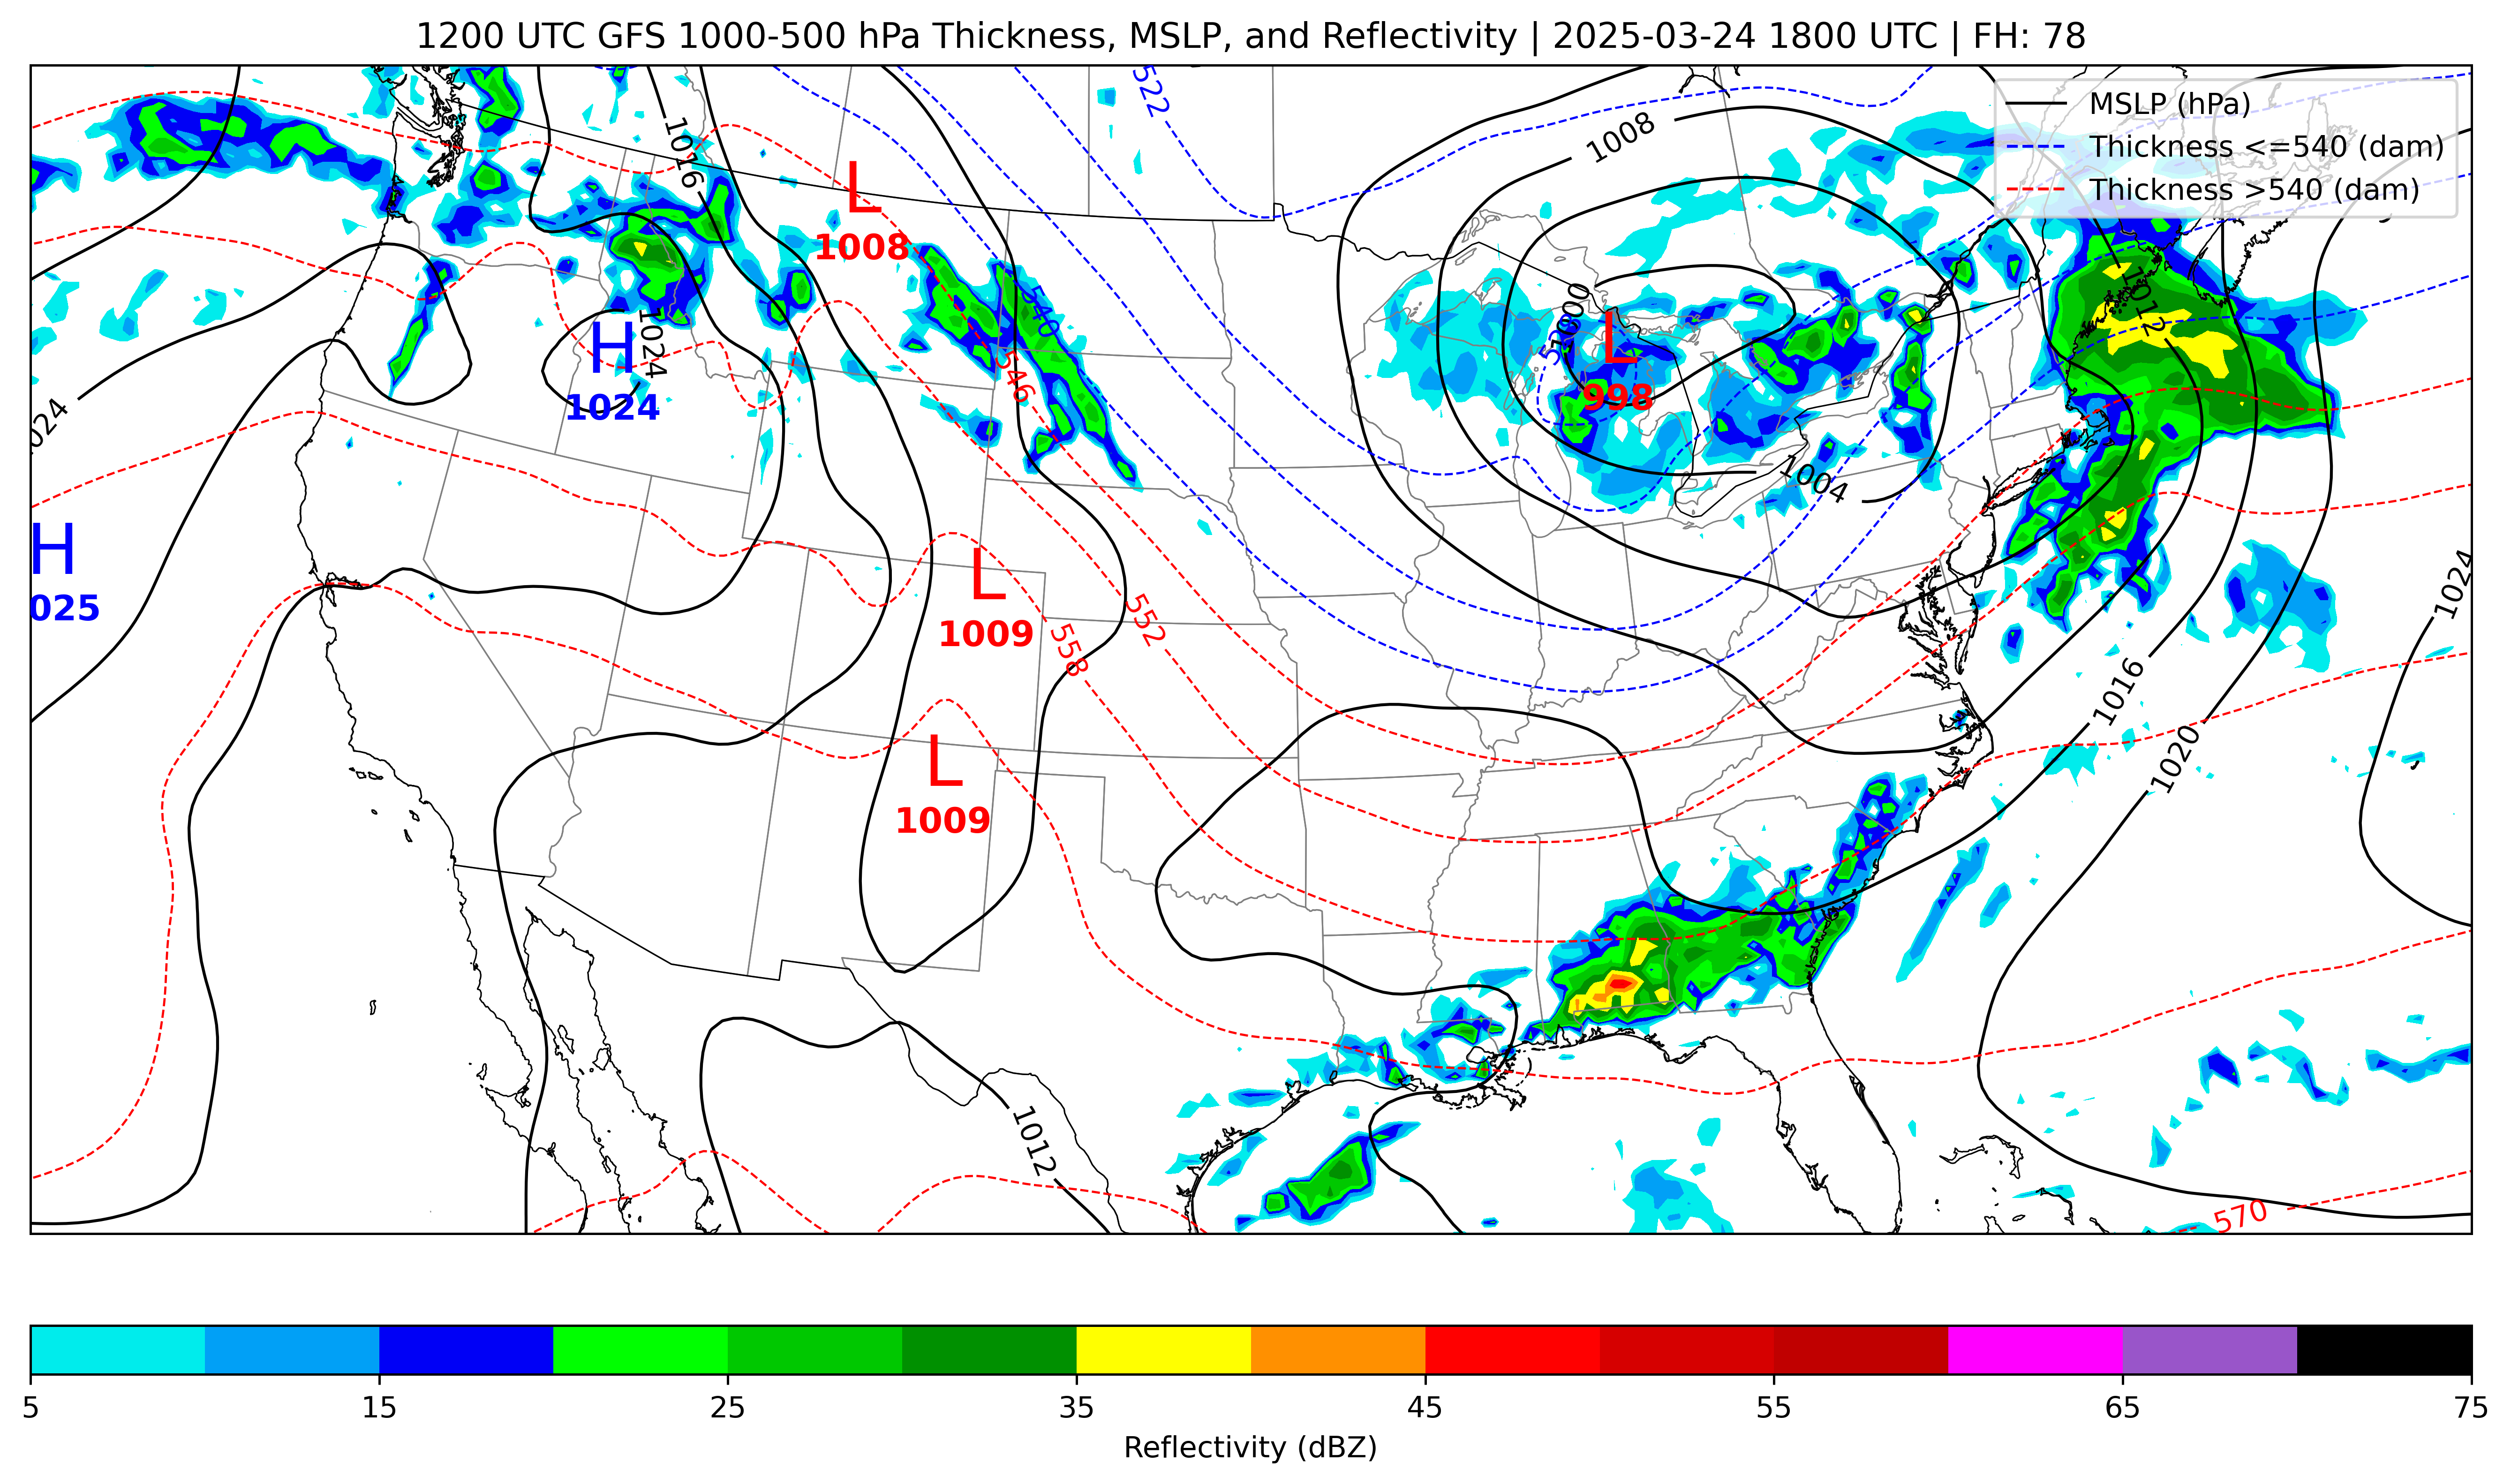 1200 UTC GFS 1000-500 hPa Thickness, MSLP, and Reflectivity | 2025-03-24 1800 UTC | FH: 78
MSLP (hPa)
Thickness <=540 (dam)
Thickness >540 (dam)
522
1008
1016
L
1008
540
1012
1000
L
998
H
1024
1024
546
1024
1004
H
025
L
1009
552
558
1024
1016
1020
L
1009
1012
570
5 15 25 35 45 55 65 75
Reflectivity (dBZ)